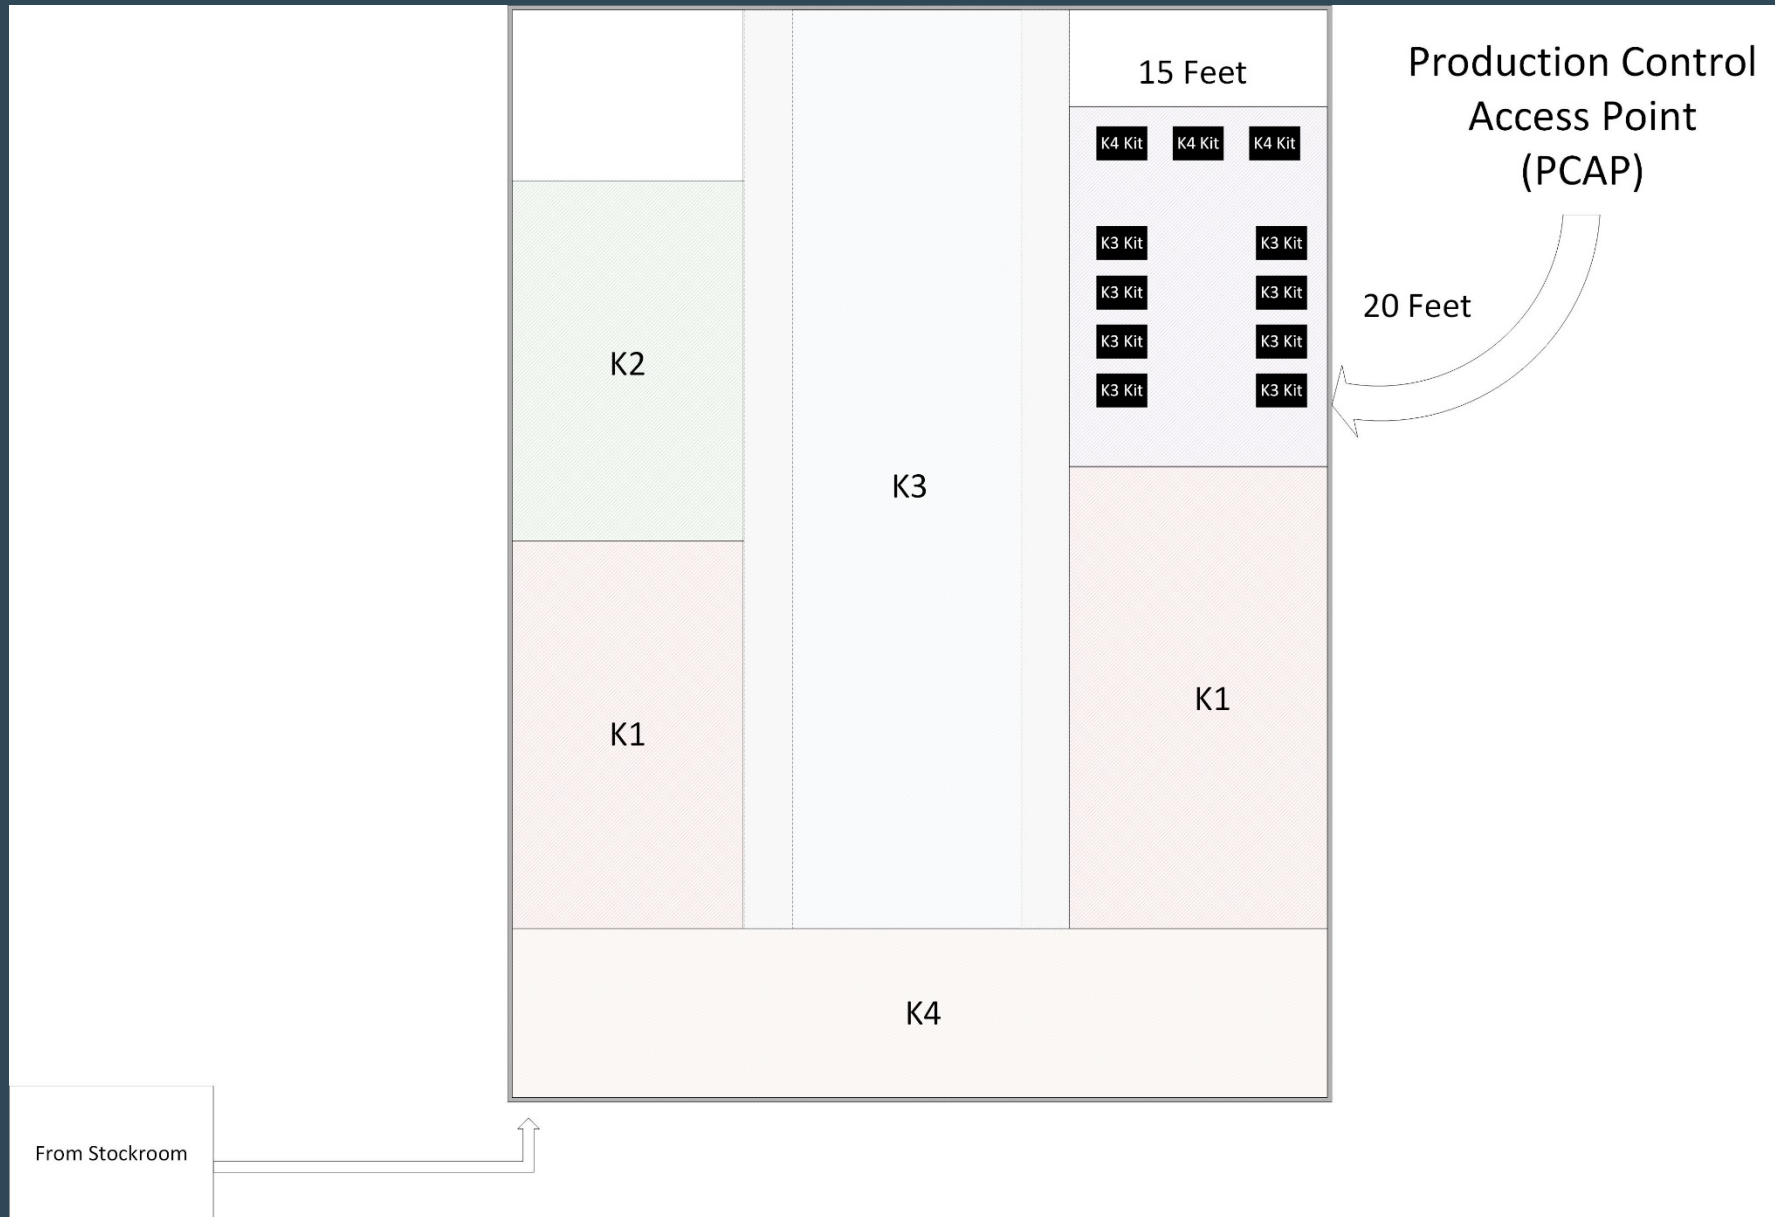 15 Feet
Production Control
Access Point
(PCAP)
K4 Kit K4 Kit K4 Kit
K3 Kit K3 Kit
K3 Kit K3 Kit
K3 Kit K3 Kit
K3 Kit K3 Kit
20 Feet
K2
K3
K1
K1
K4
From Stockroom